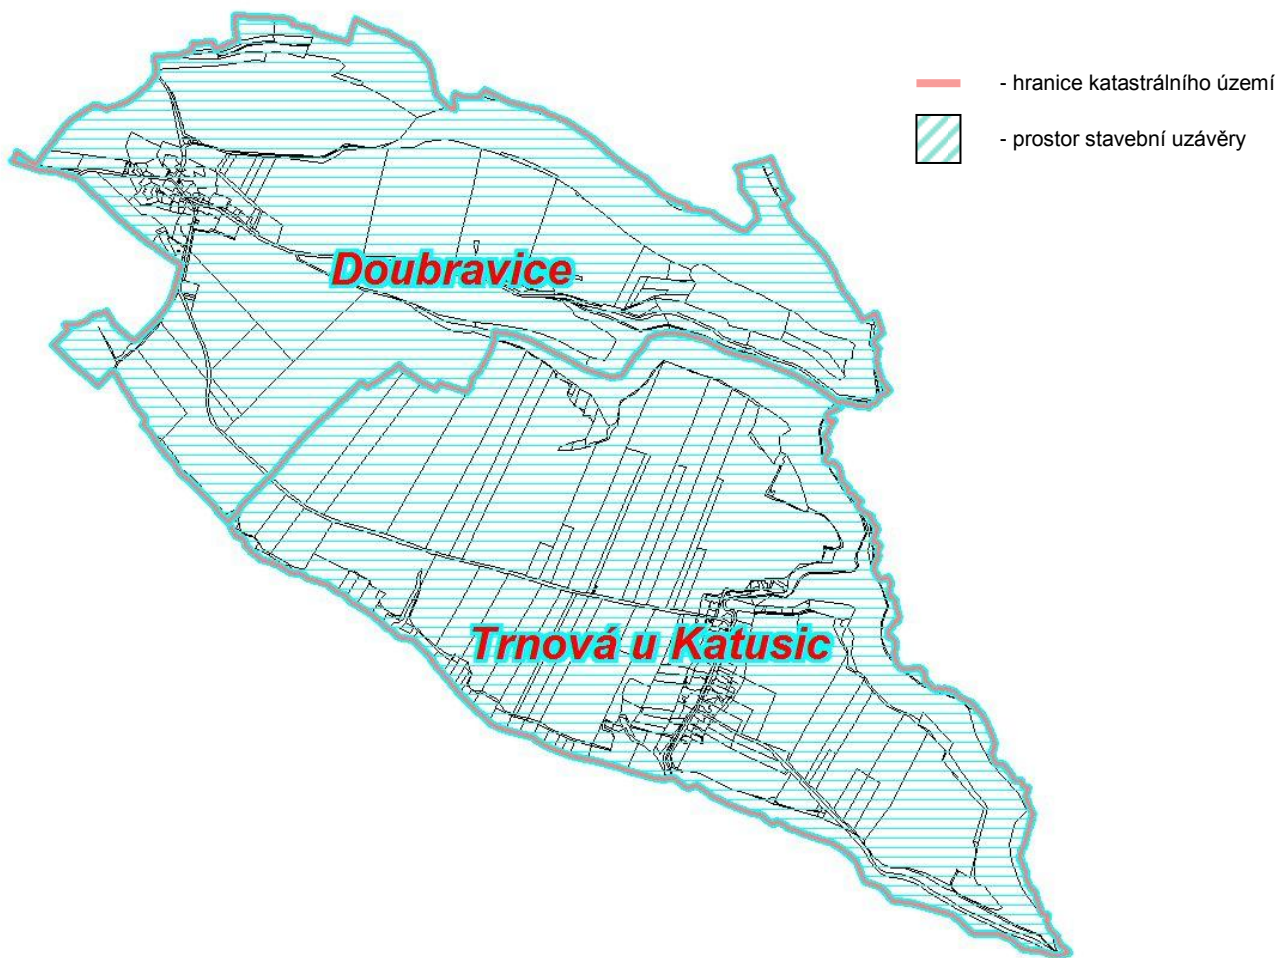 - hranice katastrálního území
- prostor stavební uzávěry
Doubravice
Trnová u Katusic